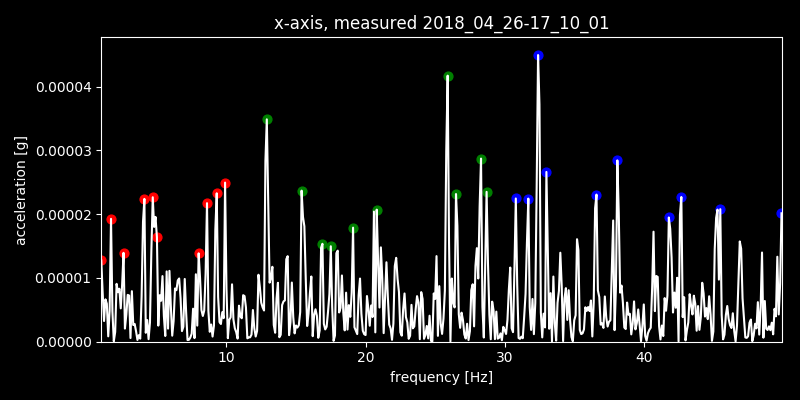 x-axis, measured 2018_04_26-17_10_01
acceleration [g]
0.00004
0.00003
0.00002
0.00001
0.00000
10 20 30 40
frequency [Hz]